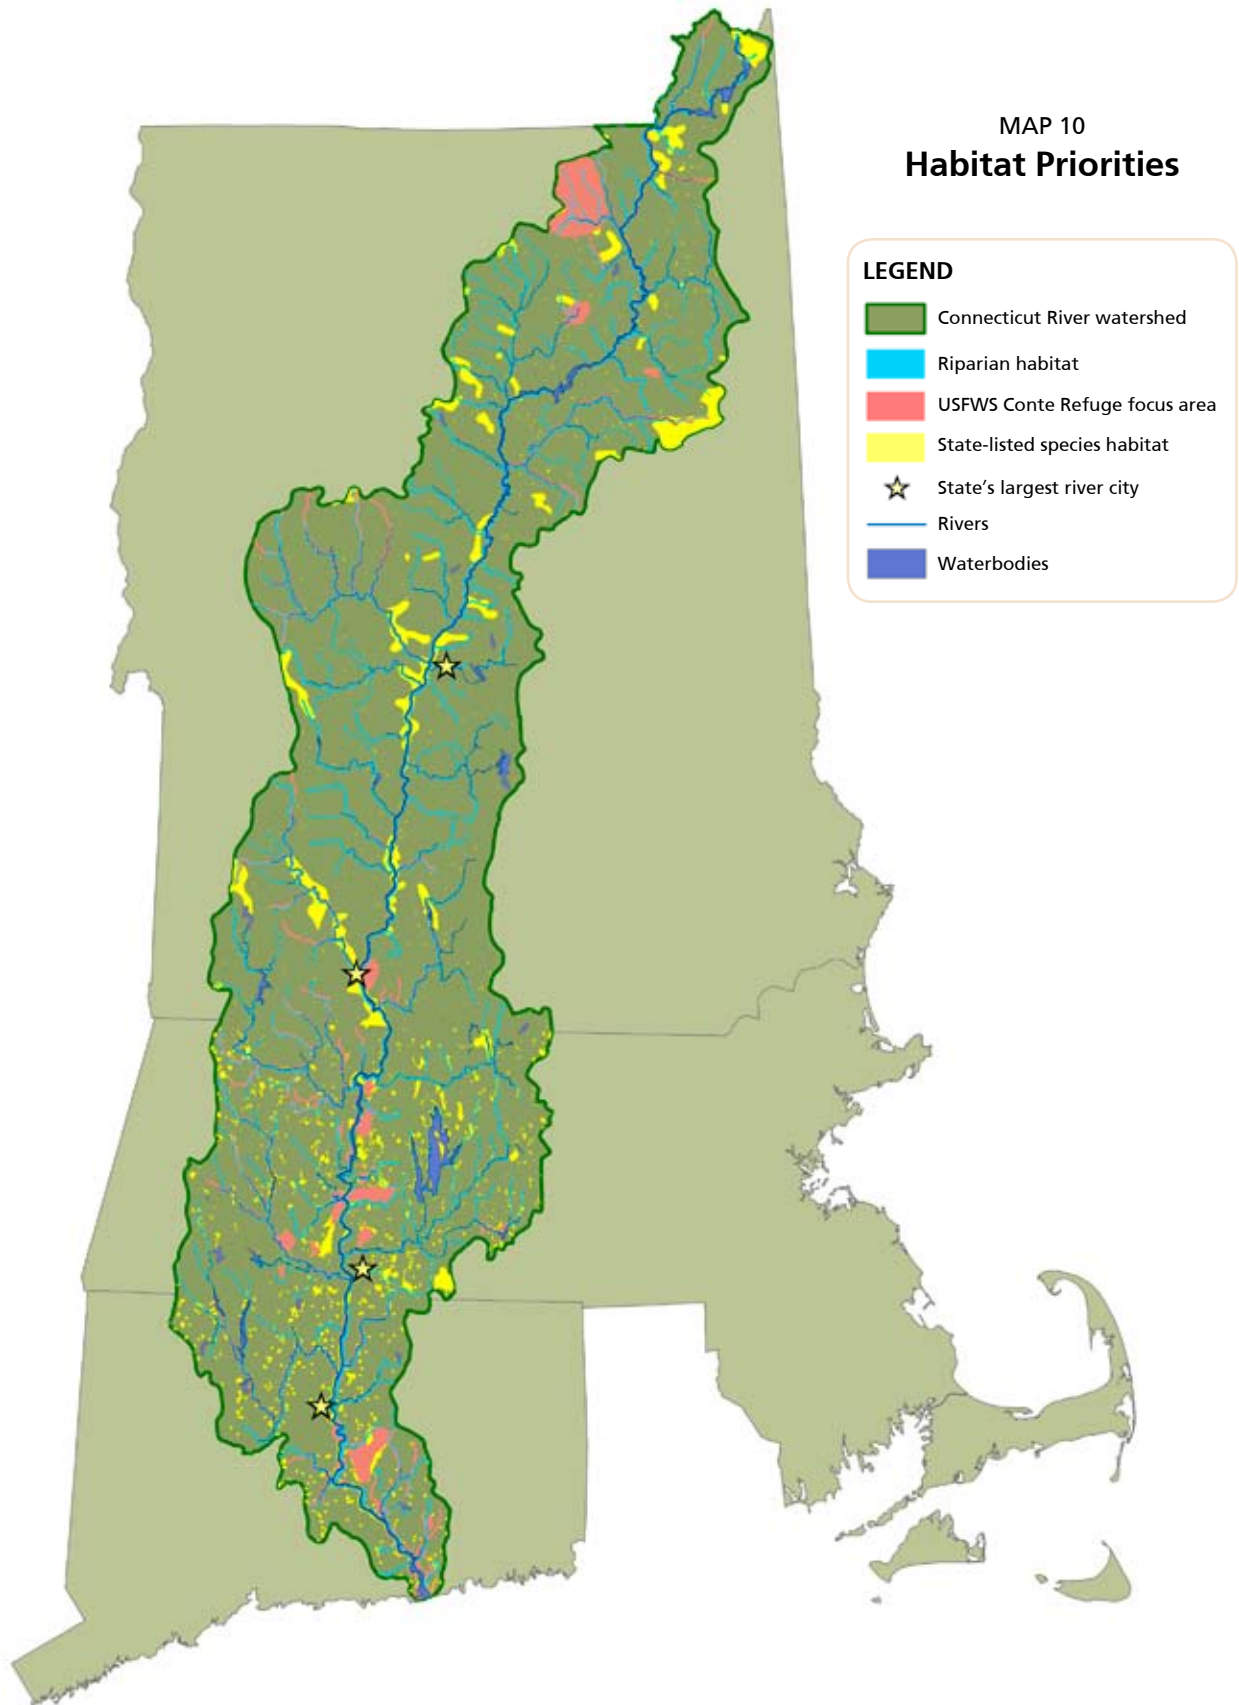 MAP 10
Habitat Priorities
LEGEND
Connecticut River watershed
Riparian habitat
USFWS Conte Refuge focus area
State-listed species habitat
State's largest river city
Rivers
Waterbodies